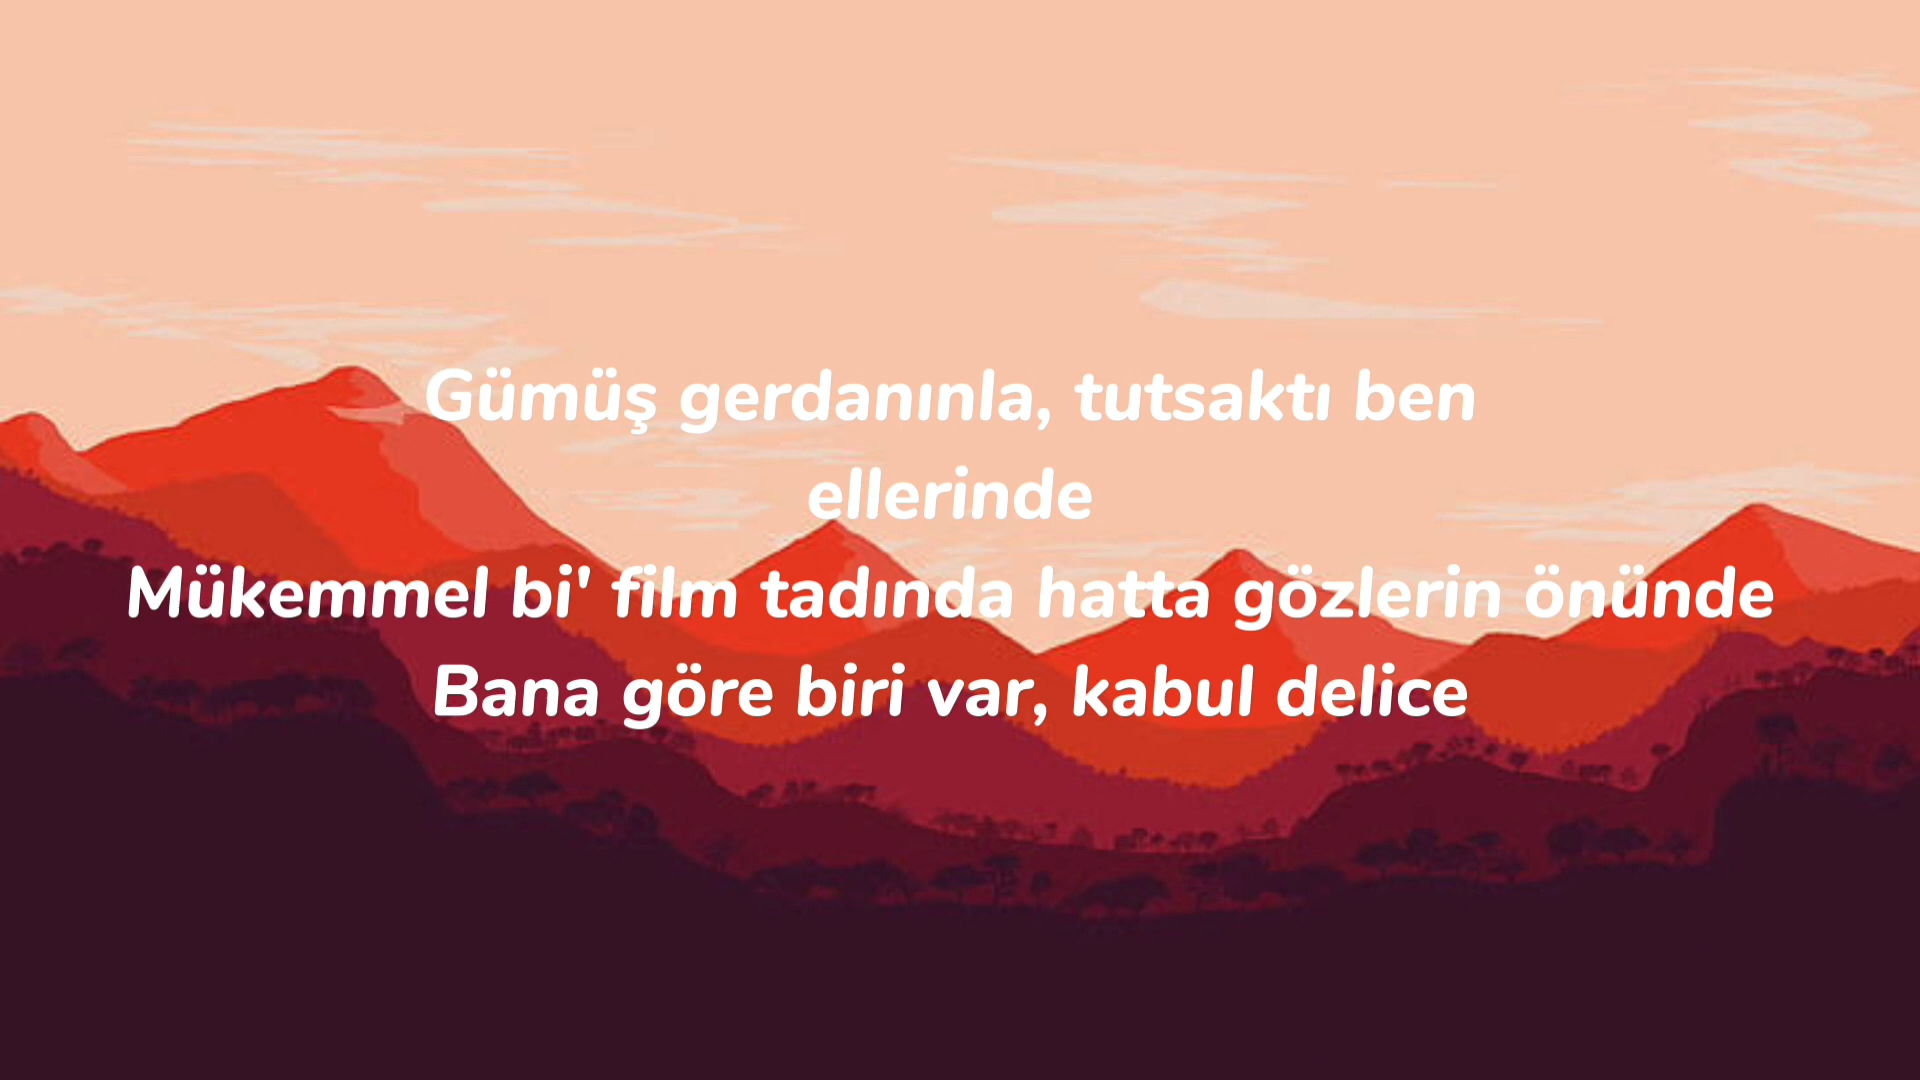 Gümüş gerdanınla, tutsaktı ben
ellerinde
Mükemmel bi' film tadında hatta gözlerin önünde
Bana göre biri var, kabul delice